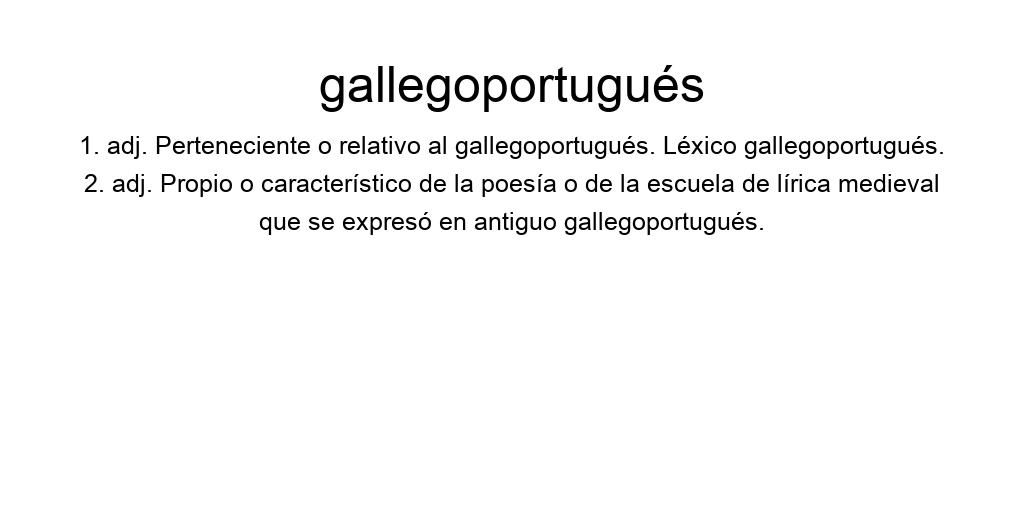 gallegoportugués
1. adj. Perteneciente o relativo al gallegoportugués. Léxico gallegoportugués.
2. adj. Propio o característico de la poesía o de la escuela de lírica medieval
que se expresó en antiguo gallegoportugués.